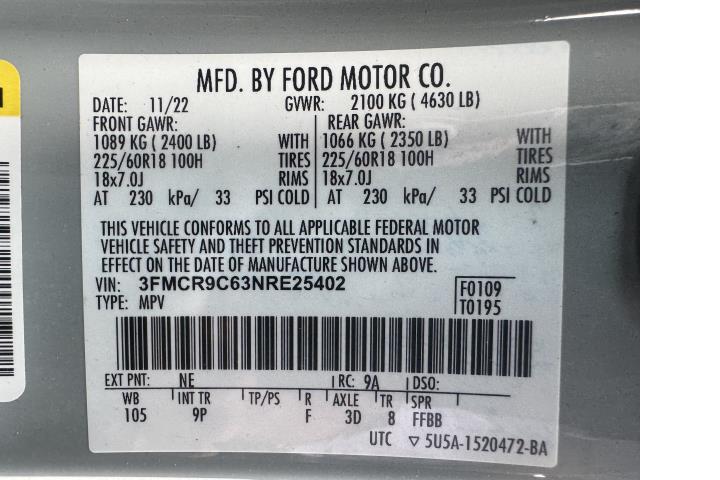 MFD. BY FORD MOTOR CO.
DATE: 11/22 GVWR: 2100 KG ( 4630 LB)
FRONT GAWR: REAR GAWR:
1089 KG ( 2400 LB) WITH 1066 KG ( 2350 LB) WITH
225/60R18 100H TIRES 225/60R18 100H TIRES
18x7.0J RIMS 18x7.0J RIMS
AT 230 kPa/ 33 PSI COLD AT 230 kPa/ 33 PSI COLD
THIS VEHICLE CONFORMS TO ALL APPLICABLE FEDERAL MOTOR
VEHICLE SAFETY AND THEFT PREVENTION STANDARDS IN
EFFECT ON THE DATE OF MANUFACTURE SHOWN ABOVE.
VIN: 3FMCR9C63NRE25402 F0109
TYPE: MPV T0195
EXT PNT: NE RC: 9A DSO:
WB INT TR TP/PS R AXLE TR SPR
105 9P F 3D 8 FFBB
UTC ▽ 5U5A-1520472-BA